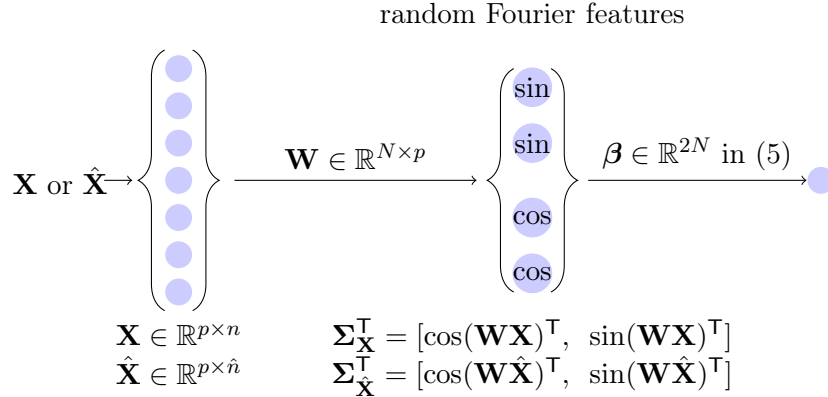 random Fourier features
sin
sin
𝐖 ∈ ℝ^{N×p}
𝜷 ∈ ℝ^{2N} in (5)
𝐗 or 𝐗̂
cos
cos
𝐗 ∈ ℝ^{p×n}
𝚺_𝐗^𝖳 = [cos(𝐖𝐗)^𝖳, sin(𝐖𝐗)^𝖳]
𝐗̂ ∈ ℝ^{p×n̂}
𝚺_𝐗̂^𝖳 = [cos(𝐖𝐗̂)^𝖳, sin(𝐖𝐗̂)^𝖳]